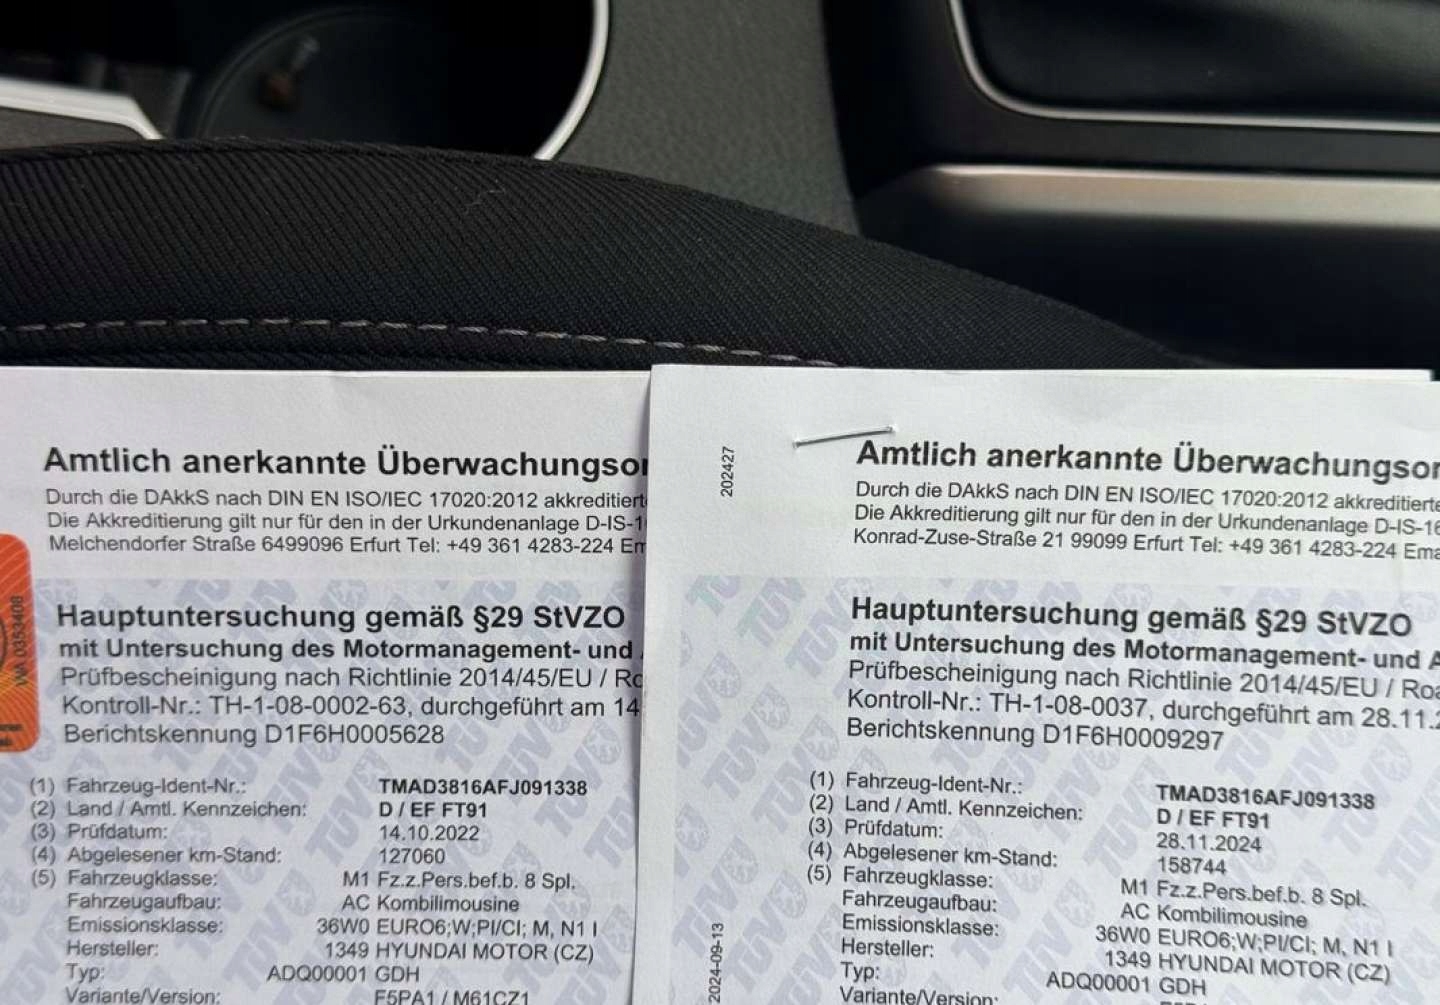 Amtlich anerkannte Überwachungsor
Durch die DAkkS nach DIN EN ISO/IEC 17020:2012 akkreditiert
Die Akkreditierung gilt nur für den in der Urkundenanlage D-IS-1
Melchendorfer Straße 6499096 Erfurt Tel: +49 361 4283-224 Em
IWA 0353408
Hauptuntersuchung gemäß §29 StVZO
mit Untersuchung des Motormanagement- und
Prüfbescheinigung nach Richtlinie 2014/45/EU / Ro
Kontroll-Nr.: TH-1-08-0002-63, durchgeführt am 14
Berichtskennung D1F6H0005628
(1) Fahrzeug-Ident-Nr.: TMAD3816AFJ091338
(2) Land / Amtl. Kennzeichen: D / EF FT91
(3) Prüfdatum: 14.10.2022
(4) Abgelesener km-Stand: 127060
(5) Fahrzeugklasse: M1 Fz.z.Pers.bef.b. 8 Spl.
Fahrzeugaufbau: AC Kombilimousine
Emissionsklasse: 36W0 EURO6;W;PI/CI; M, N1 I
Hersteller: 1349 HYUNDAI MOTOR (CZ)
Typ: ADQ00001 GDH
Variante/Version: F5PA1 / M61CZ1
202427
Amtlich anerkannte Überwachungsor
Durch die DAkkS nach DIN EN ISO/IEC 17020:2012 akkreditierte
Die Akkreditierung gilt nur für den in der Urkundenanlage D-IS-16
Konrad-Zuse-Straße 21 99099 Erfurt Tel: +49 361 4283-224 Ema
Hauptuntersuchung gemäß §29 StVZO
mit Untersuchung des Motormanagement- und A
Prüfbescheinigung nach Richtlinie 2014/45/EU / Roa
Kontroll-Nr.: TH-1-08-0037, durchgeführt am 28.11.2
Berichtskennung D1F6H0009297
(1) Fahrzeug-Ident-Nr.: TMAD3816AFJ091338
(2) Land / Amtl. Kennzeichen: D / EF FT91
(3) Prüfdatum: 28.11.2024
(4) Abgelesener km-Stand: 158744
(5) Fahrzeugklasse: M1 Fz.z.Pers.bef.b. 8 Spl.
Fahrzeugaufbau: AC Kombilimousine
Emissionsklasse: 36W0 EURO6;W;PI/CI; M, N1 I
Hersteller: 1349 HYUNDAI MOTOR (CZ)
Typ: ADQ00001 GDH
Variante/Version:
2024-09-13